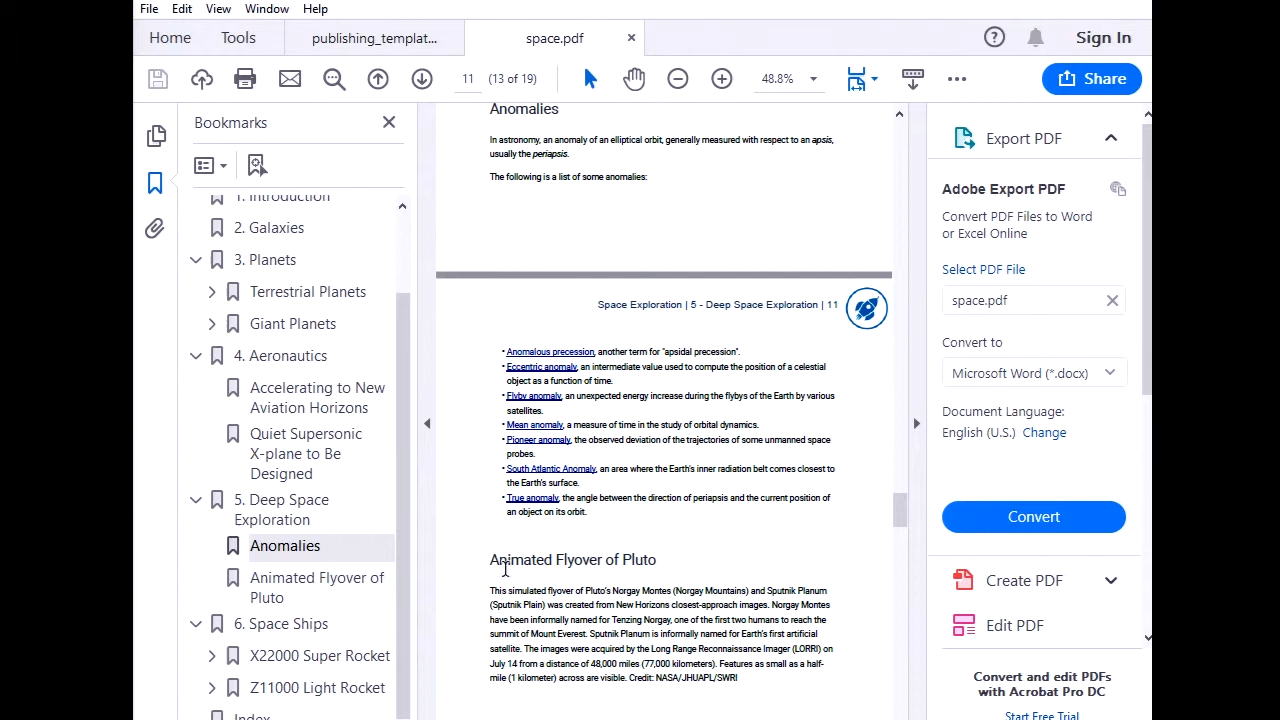 File Edit View Window Help
Home Tools publishing_templat... space.pdf Sign In
11 (13 of 19) 48.8% Share
Bookmarks
1. Introduction
2. Galaxies
3. Planets
Terrestrial Planets
Giant Planets
4. Aeronautics
Accelerating to New
Aviation Horizons
Quiet Supersonic
X-plane to Be
Designed
5. Deep Space
Exploration
Anomalies
Animated Flyover of
Pluto
6. Space Ships
X22000 Super Rocket
Z11000 Light Rocket
Index
Anomalies
In astronomy, an anomaly of an elliptical orbit, generally measured with respect to an apsis,
usually the periapsis.
The following is a list of some anomalies:
Space Exploration | 5 - Deep Space Exploration | 11
• Anomalous precession, another term for "apsidal precession".
• Eccentric anomaly, an intermediate value used to compute the position of a celestial
object as a function of time.
• Flyby anomaly, an unexpected energy increase during the flybys of the Earth by various
satellites.
• Mean anomaly, a measure of time in the study of orbital dynamics.
• Pioneer anomaly, the observed deviation of the trajectories of some unmanned space
probes.
• South Atlantic Anomaly, an area where the Earth's inner radiation belt comes closest to
the Earth's surface.
• True anomaly, the angle between the direction of periapsis and the current position of
an object on its orbit.
Animated Flyover of Pluto
This simulated flyover of Pluto's Norgay Montes (Norgay Mountains) and Sputnik Planum
(Sputnik Plain) was created from New Horizons closest-approach images. Norgay Montes
have been informally named for Tenzing Norgay, one of the first two humans to reach the
summit of Mount Everest. Sputnik Planum is informally named for Earth's first artificial
satellite. The images were acquired by the Long Range Reconnaissance Imager (LORRI) on
July 14 from a distance of 48,000 miles (77,000 kilometers). Features as small as a half-
mile (1 kilometer) across are visible. Credit: NASA/JHUAPL/SWRI
Export PDF
Adobe Export PDF
Convert PDF Files to Word
or Excel Online
Select PDF File
space.pdf
Convert to
Microsoft Word (*.docx)
Document Language:
English (U.S.) Change
Convert
Create PDF
Edit PDF
Convert and edit PDFs
with Acrobat Pro DC
Start Free Trial